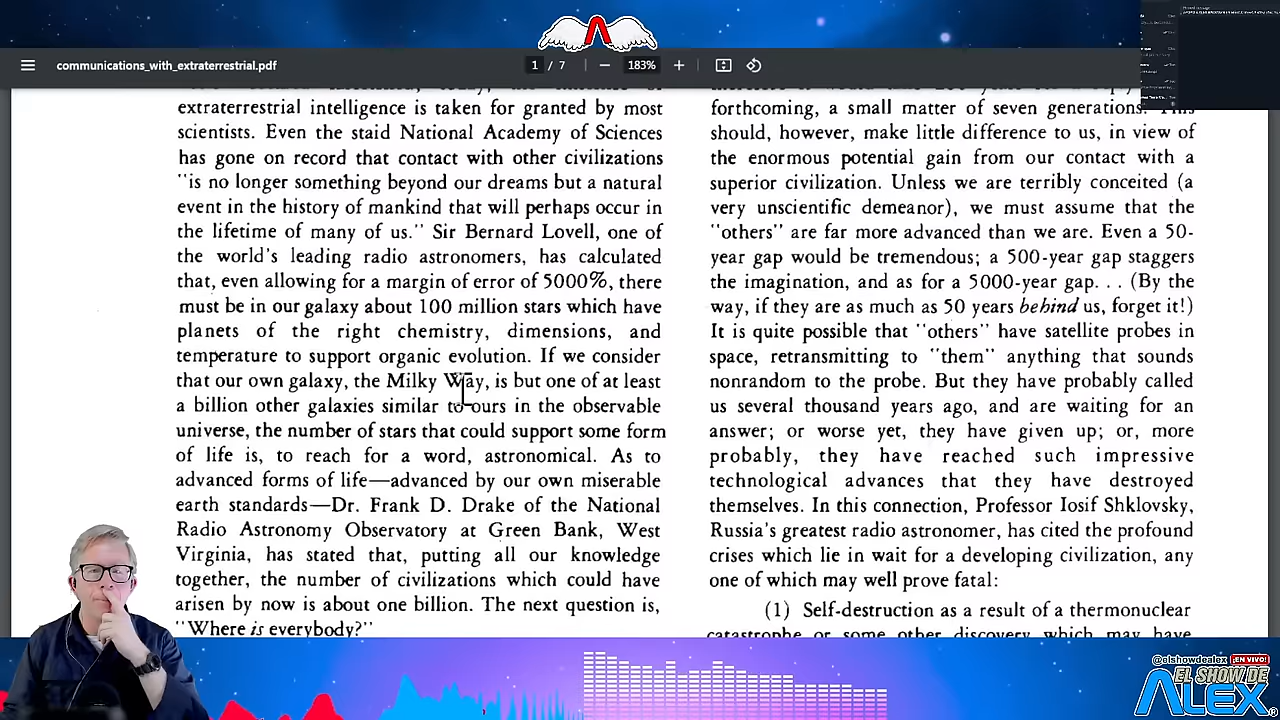 communications_with_extraterrestrial.pdf
1 / 7
183%
extraterrestrial intelligence is taken for granted by most
scientists. Even the staid National Academy of Sciences
has gone on record that contact with other civilizations
"is no longer something beyond our dreams but a natural
event in the history of mankind that will perhaps occur in
the lifetime of many of us." Sir Bernard Lovell, one of
the world's leading radio astronomers, has calculated
that, even allowing for a margin of error of 5000%, there
must be in our galaxy about 100 million stars which have
planets of the right chemistry, dimensions, and
temperature to support organic evolution. If we consider
that our own galaxy, the Milky Way, is but one of at least
a billion other galaxies similar to ours in the observable
universe, the number of stars that could support some form
of life is, to reach for a word, astronomical. As to
advanced forms of life—advanced by our own miserable
earth standards—Dr. Frank D. Drake of the National
Radio Astronomy Observatory at Green Bank, West
Virginia, has stated that, putting all our knowledge
together, the number of civilizations which could have
arisen by now is about one billion. The next question is,
"Where is everybody?"
forthcoming, a small matter of seven generations. This
should, however, make little difference to us, in view of
the enormous potential gain from our contact with a
superior civilization. Unless we are terribly conceited (a
very unscientific demeanor), we must assume that the
"others" are far more advanced than we are. Even a 50-
year gap would be tremendous; a 500-year gap staggers
the imagination, and as for a 5000-year gap. . . (By the
way, if they are as much as 50 years behind us, forget it!)
It is quite possible that "others" have satellite probes in
space, retransmitting to "them" anything that sounds
nonrandom to the probe. But they have probably called
us several thousand years ago, and are waiting for an
answer; or worse yet, they have given up; or, more
probably, they have reached such impressive
technological advances that they have destroyed
themselves. In this connection, Professor Iosif Shklovsky,
Russia's greatest radio astronomer, has cited the profound
crises which lie in wait for a developing civilization, any
one of which may well prove fatal:
(1) Self-destruction as a result of a thermonuclear
catastrophe or some other discovery which may have
@elshowdealex ¡EN VIVO!
EL SHOW DE
ALEX